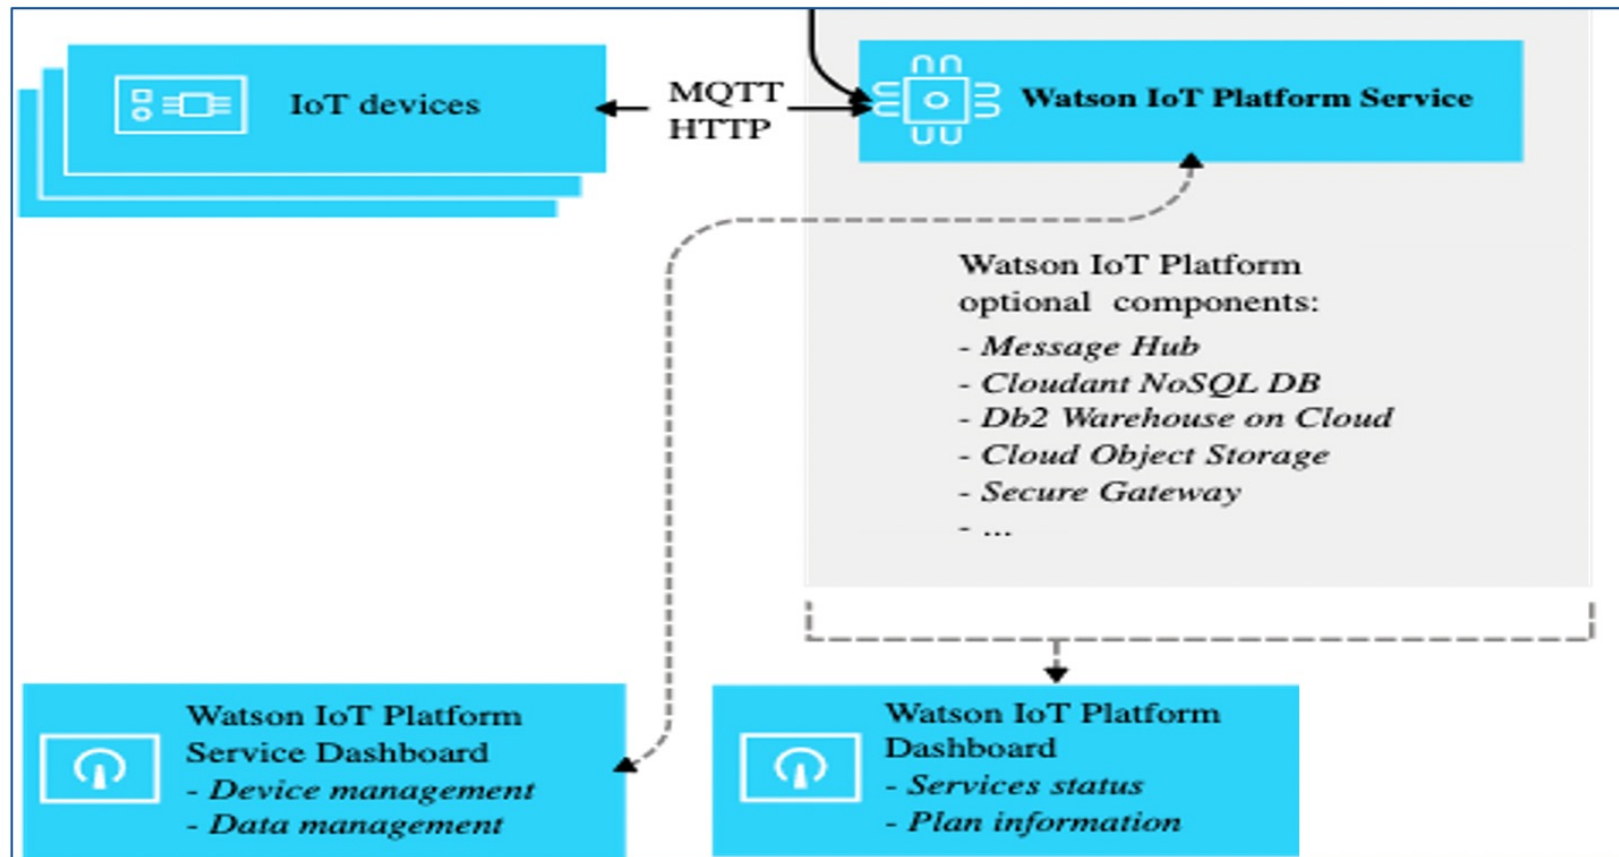 IoT devices
MQTT
HTTP
Watson IoT Platform Service
Watson IoT Platform
optional components:
- Message Hub
- Cloudant NoSQL DB
- Db2 Warehouse on Cloud
- Cloud Object Storage
- Secure Gateway
- ...
Watson IoT Platform
Service Dashboard
- Device management
- Data management
Watson IoT Platform
Dashboard
- Services status
- Plan information